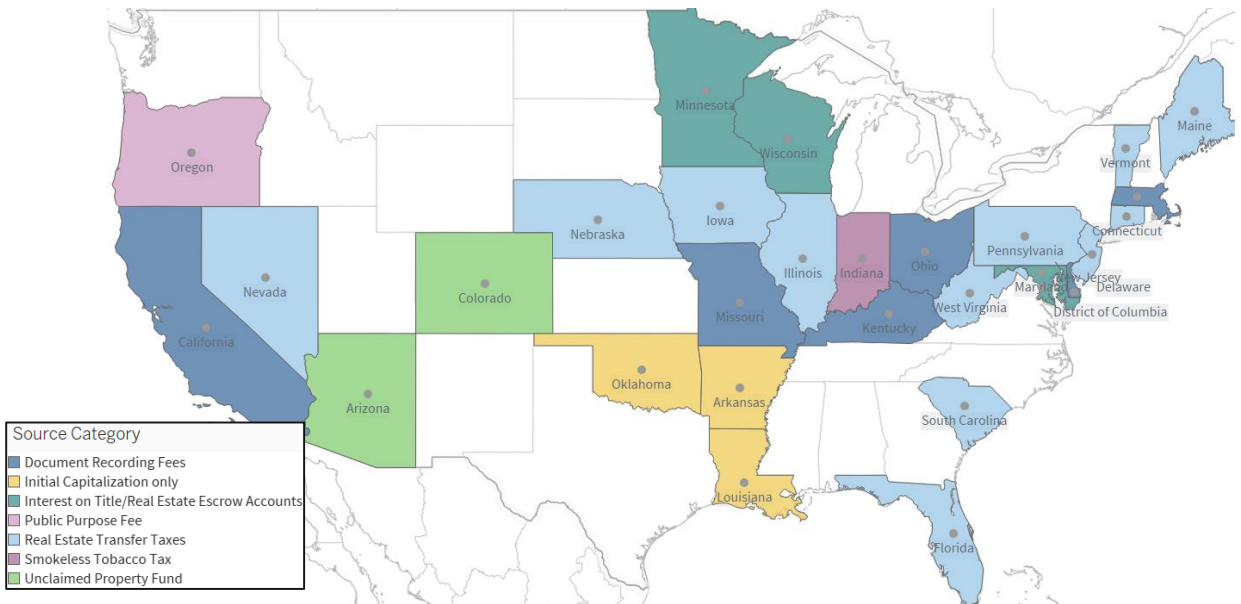 Minnesota
Maine
Wisconsin
Vermont
Oregon
Iowa
Nebraska
Connecticut
Pennsylvania
Ohio
Illinois
Indiana
Nevada
New Jersey
Colorado
Maryland
Delaware
West Virginia
District of Columbia
Missouri
Kentucky
California
Oklahoma
Arkansas
Arizona
South Carolina
Louisiana
Florida
Source Category
Document Recording Fees
Initial Capitalization only
Interest on Title/Real Estate Escrow Accounts
Public Purpose Fee
Real Estate Transfer Taxes
Smokeless Tobacco Tax
Unclaimed Property Fund